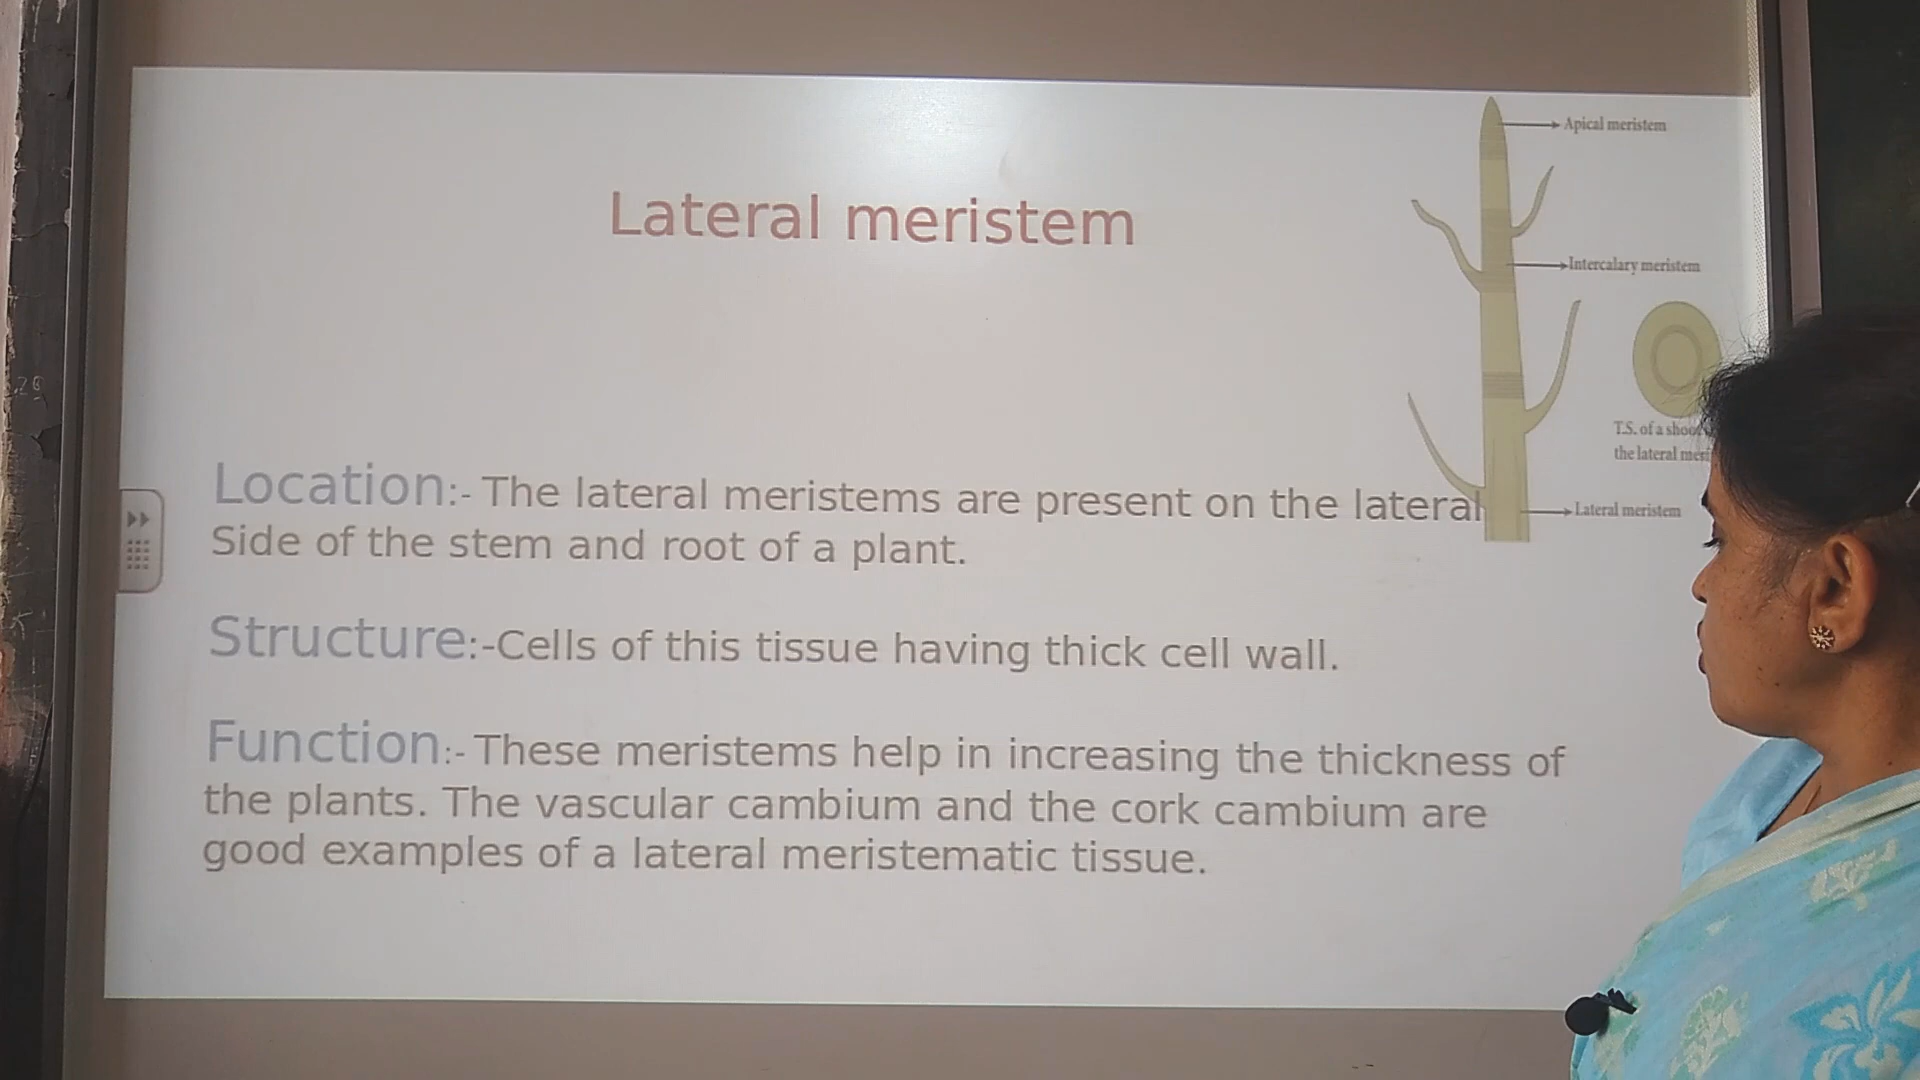 Lateral meristem
Apical meristem
Intercalary meristem
T.S. of a shoot
the lateral
Lateral meristem
Location:- The lateral meristems are present on the lateral
Side of the stem and root of a plant.
Structure:-Cells of this tissue having thick cell wall.
Function:- These meristems help in increasing the thickness of
the plants. The vascular cambium and the cork cambium are
good examples of a lateral meristematic tissue.